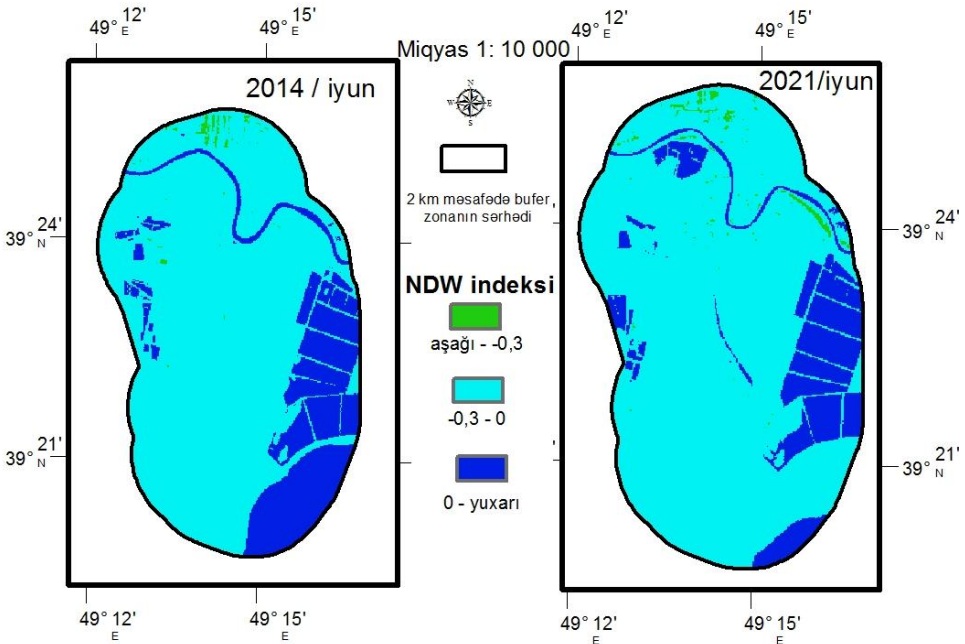 49° 12' E
49° 15' E
2014 / iyun
39° 24' N
39° 21' N
49° 12' E
49° 15' E
Miqyas 1: 10 000
N
W E
S
2 km məsafədə bufer
zonanın sərhədi
NDW indeksi
aşağı - -0,3
-0,3 - 0
0 - yuxarı
49° 12' E
49° 15' E
2021/iyun
39° 24' N
39° 21' N
49° 12' E
49° 15' E